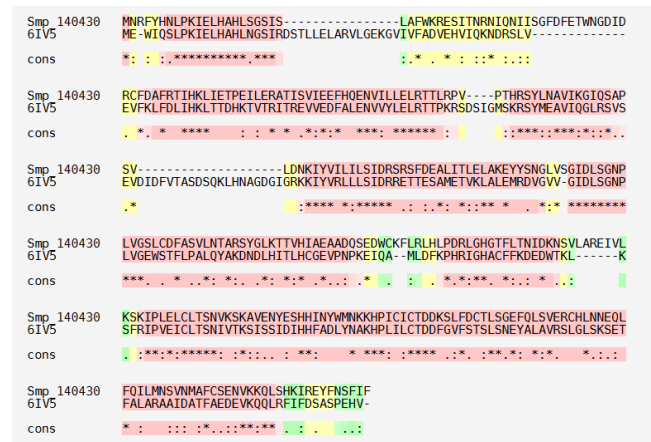 Smp_140430 MNRFYHNLPKIELHAHLSGSIS----------------LAFWKRESITNRNIQNIISGFDFETWNGDID
6IV5 ME-WIQSLPKIELHAHLNGSIRDSTLLELARVLGEKGVIVFADVEHVIQKNDRSLV-------------
cons *: : :.**********.*** :.* . * : ::* :.::
Smp_140430 RCFDAFRTIHKLIETPEILERATISVIEEFHQENVILLELRTTLRPV----PTHRSYLNAVIKGIQSAP
6IV5 EVFKLFDLIHKLTTDHKTVTRITREVVEDFALENVVYLELRTTPKRSDSIGMSKRSYMEAVIQGLRSVS
cons . *. * **** : : * * .*:*:* ***: ****** : ::***::***:*::*..
Smp_140430 SV-------------------LDNKIYVILILSIDRSRSFDEALITLELAKEYYSNGLVSGIDLSGNP
6IV5 EVDIDFVTASDSQKLHNAGDGIGRKKIYVRLLLSIDRRETTESAMETVKLALEMRDVGVV-GIDLSGNP
cons .* :**** *:***** .: :.*: *::** * . *:* ********
Smp_140430 LVGSLCDFASVLNTARSYGLKTTVHIAEAADQSEDWCKFLRLHLPDRLGHGTFLTNIDKNSVLAREIVL
6IV5 LVGEWSTFLPALQYAKDNDLHITLHCGEVPNPKEIQA--MLDFKPHRIGHACFFKDEDWTKL------K
cons ***. . * ..*: *:. .*: *:* .*..: .* . : . *.*:**. *:.: * ..: :
Smp_140430 KSKIPLELCLTSNVKSKAVENYESHHINYWMNKKHPICICTDDKSLFDCTLSGEFQLSVERCHLNNEQL
6IV5 SFRIPVEICLTSNIVTKSISSIDIHHFADLYNAKHPLILCTDDFGVFSTSLSNEYALAVRSLGLSKSET
cons . :**:*:*****: :*::.. : **: * ***: :**** .:*. :**.*: *:*. *.:.:
Smp_140430 FQILMNSVNMAFCSENVKKQLSHKIREYFNSFIF
6IV5 FALARAAIDATFAEDEVKQQLRFIFDSASPEHV-
cons * : ::: :*..::**:** . : . ..: